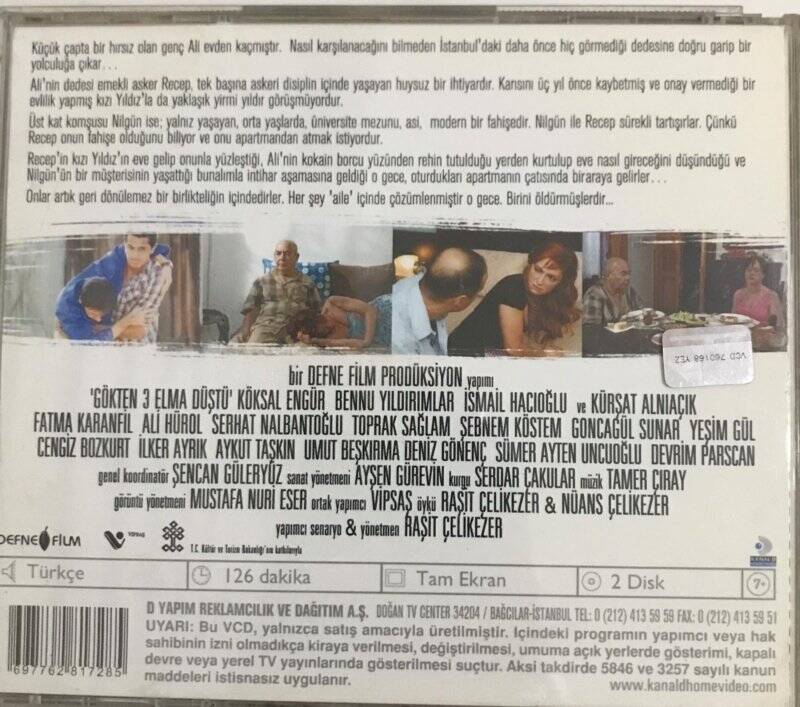 Küçük çapta bir hırsız olan genç Ali evden kaçmıştır. Nasıl karşılanacağını bilmeden İstanbul'daki daha önce hiç görmediği dedesine doğru garip bir
yolculuğa çıkar...
Ali'nin dedesi emekli asker Recep, tek başına askeri disiplin içinde yaşayan huysuz bir ihtiyardır. Karısını üç yıl önce kaybetmiş ve onay vermediği bir
evlilik yapmış kızı Yıldız'la da yaklaşık yirmi yıldır görüşmüyordur.
Üst kat komşusu Nilgün ise; yalnız yaşayan, orta yaşlarda, üniversite mezunu, asi, modern bir fahişedir. Nilgün ile Recep sürekli tartışırlar. Çünkü
Recep onun fahişe olduğunu biliyor ve onu apartmandan atmak istiyordur.
Recep'in kızı Yıldız'ın eve gelip onunla yüzleştiği, Ali'nin kokain borcu yüzünden rehin tutulduğu yerden kurtulup eve nasıl gireceğini düşündüğü ve
Nilgün'ün bir müşterisinin yaşattığı bunalımla intihar aşamasına geldiği o gece, oturdukları apartmanın çatısında biraraya gelirler...
Onlar artık geri dönülemez bir birlikteliğin içindedirler. Her şey 'aile' içinde çözümlenmiştir o gece. Birini öldürmüşlerdir...
VCD 760168 YEZ
bir DEFNE FİLM PRODÜKSİYON yapımı
'GÖKTEN 3 ELMA DÜŞTÜ' KÖKSAL ENGÜR BENNU YILDIRIMLAR İSMAİL HACIOĞLU ve KÜRŞAT ALNIAÇIK
FATMA KARANFİL ALİ HÜROL SERHAT NALBANTOĞLU TOPRAK SAĞLAM ŞEBNEM KÖSTEM GONCAGÜL SUNAR YEŞİM GÜL
CENGİZ BOZKURT İLKER AYRIK AYKUT TAŞKIN UMUT BEŞKIRMA DENİZ GÖNENÇ SÜMER AYTEN UNCUOĞLU DEVRİM PARSCAN
genel koordinatör ŞENCAN GÜLERYÜZ sanat yönetmeni AYŞEN GÜREVİN kurgu SERDAR ÇAKULAR müzik TAMER ÇIRAY
görüntü yönetmeni MUSTAFA NURİ ESER ortak yapımcı VİPSAŞ öykü RAŞİT ÇELİKEZER & NÜANS ÇELİKEZER
yapımcı senaryo & yönetmen RAŞİT ÇELİKEZER
DEFNE FİLM
VİPSAŞ
T.C. Kültür ve Turizm Bakanlığı'nın katkılarıyla
KANAL D
Türkçe
126 dakika
Tam Ekran
2 Disk
7+
D YAPIM REKLAMCILIK VE DAĞITIM A.Ş. DOĞAN TV CENTER 34204 / BAĞCILAR-İSTANBUL TEL: 0 (212) 413 59 59 FAX: 0 (212) 413 59 51
UYARI: Bu VCD, yalnızca satış amacıyla üretilmiştir. Içindeki programın yapımcı veya hak
sahibinin izni olmadıkça kiraya verilmesi, değiştirilmesi, umuma açık yerlerde gösterimi, kapalı
devre veya yerel TV yayınlarında gösterilmesi suçtur. Aksi takdirde 5846 ve 3257 sayılı kanun
maddeleri istisnasız uygulanır.
www.kanaldhomevideo.com
697762 817285